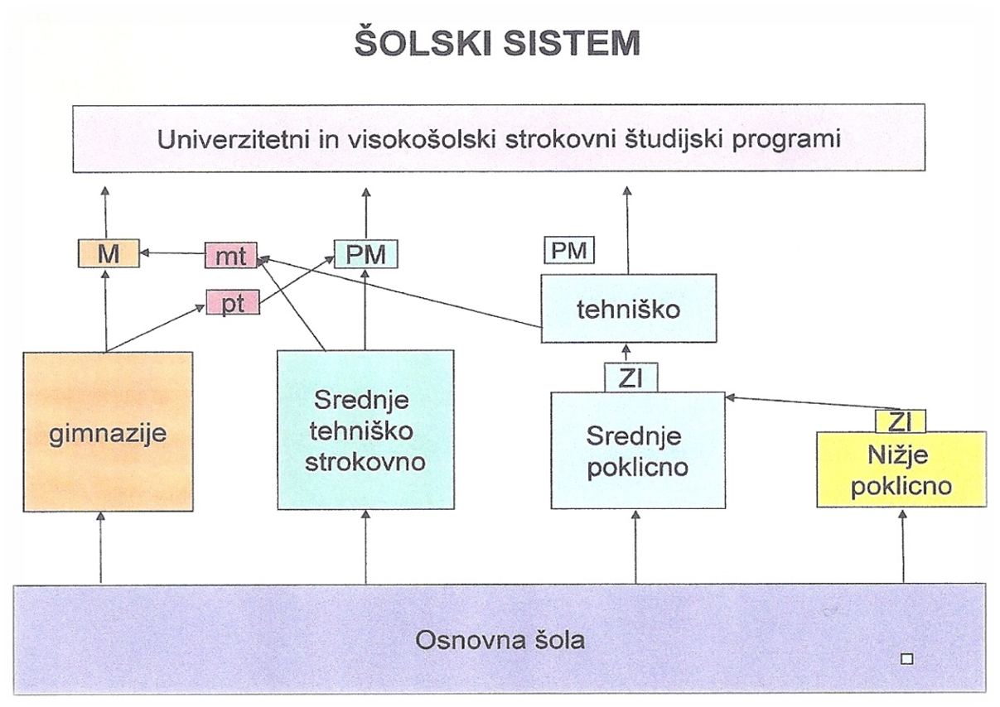 ŠOLSKI SISTEM
Univerzitetni in visokošolski strokovni študijski programi
M
mt
PM
PM
pt
tehniško
ZI
gimnazije
Srednje
tehniško
strokovno
Srednje
poklicno
ZI
Nižje
poklicno
Osnovna šola